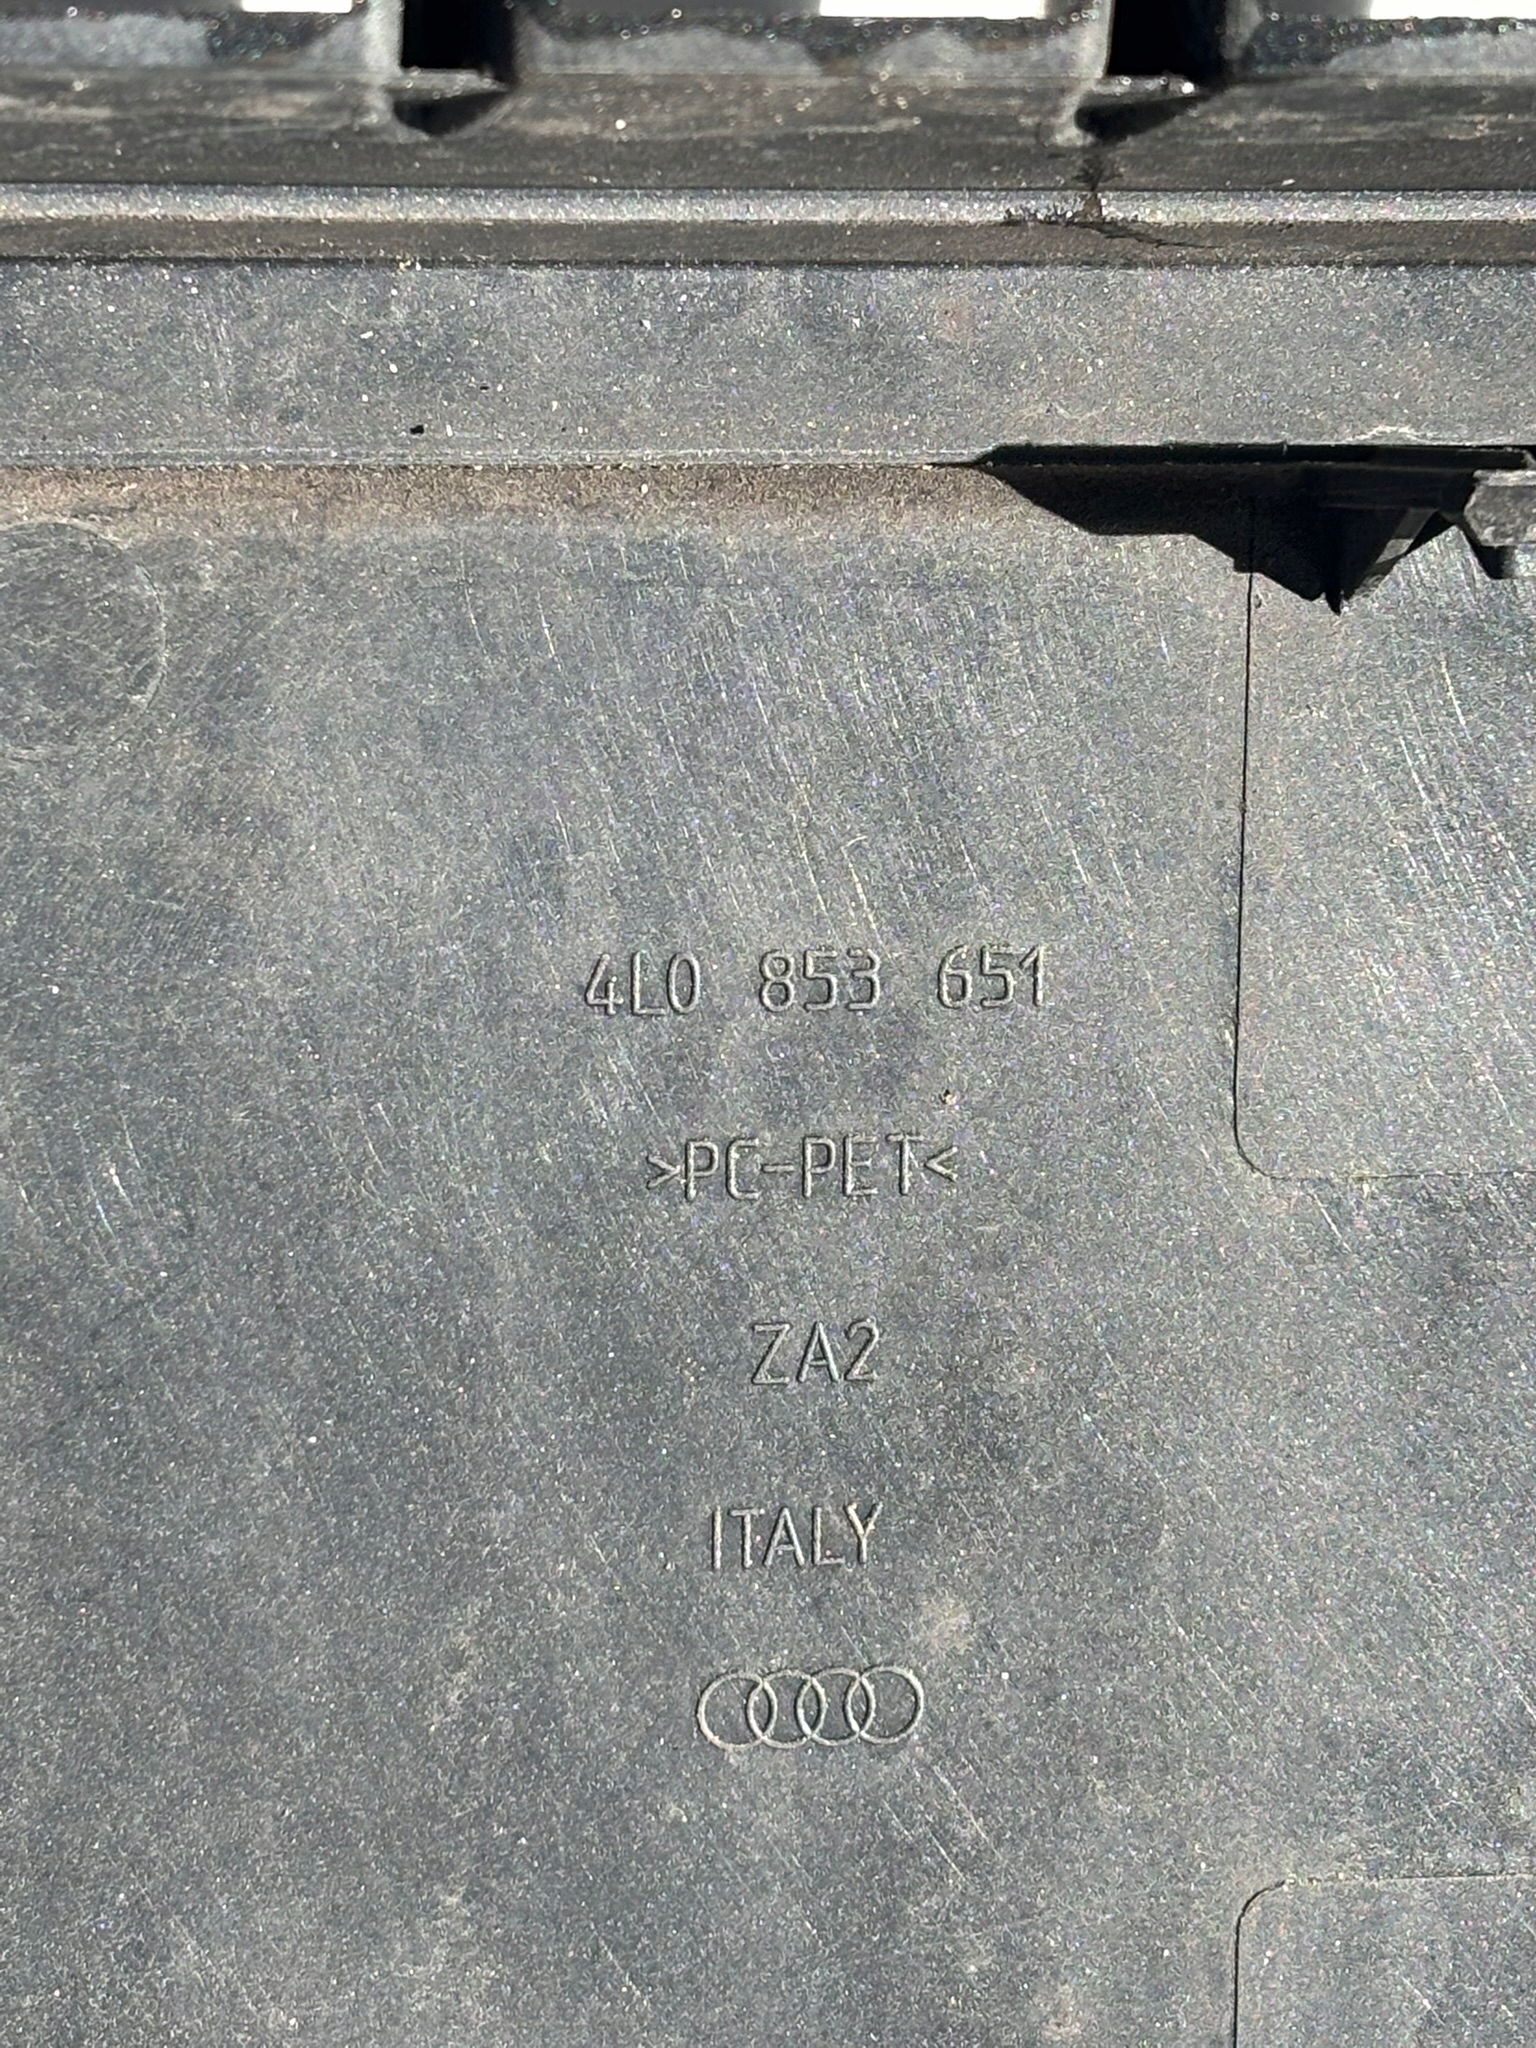 4L0 853 651
>PC-PET<
ZA2
ITALY